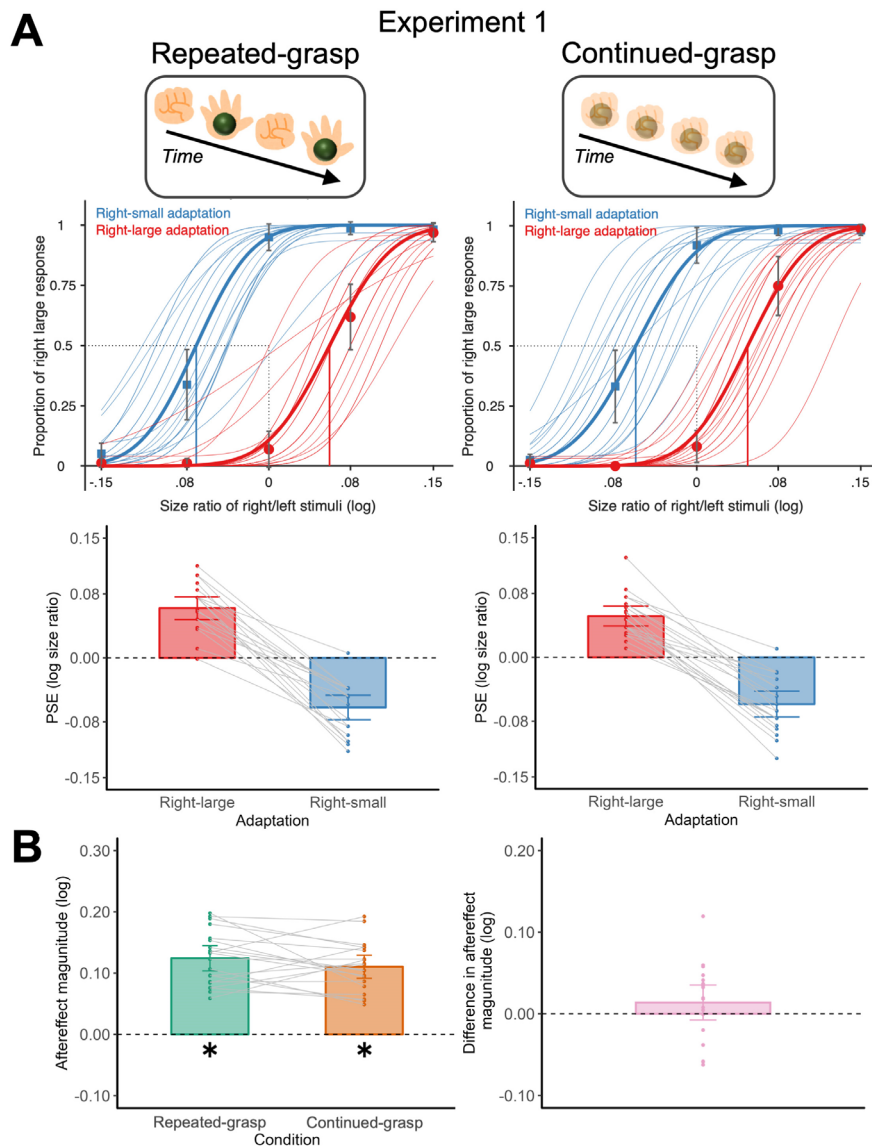 A
Experiment 1
Repeated-grasp
Continued-grasp
Time
Time
Right-small adaptation
Right-large adaptation
Proportion of right large response
1
0.75
0.5
0.25
0
-.15
.08
0
.08
.15
Size ratio of right/left stimuli (log)
Right-small adaptation
Right-large adaptation
Proportion of right large response
1
0.75
0.5
0.25
0
-.15
.08
0
.08
.15
Size ratio of right/left stimuli (log)
PSE (log size ratio)
0.15
0.08
0.00
-0.08
-0.15
Right-large
Right-small
Adaptation
PSE (log size ratio)
0.15
0.08
0.00
-0.08
-0.15
Right-large
Right-small
Adaptation
B
Aftereffect magunitude (log)
0.30
0.20
0.10
0.00
-0.10
*
*
Repeated-grasp
Continued-grasp
Condition
Difference in aftereffect
magunitude (log)
0.20
0.10
0.00
-0.10